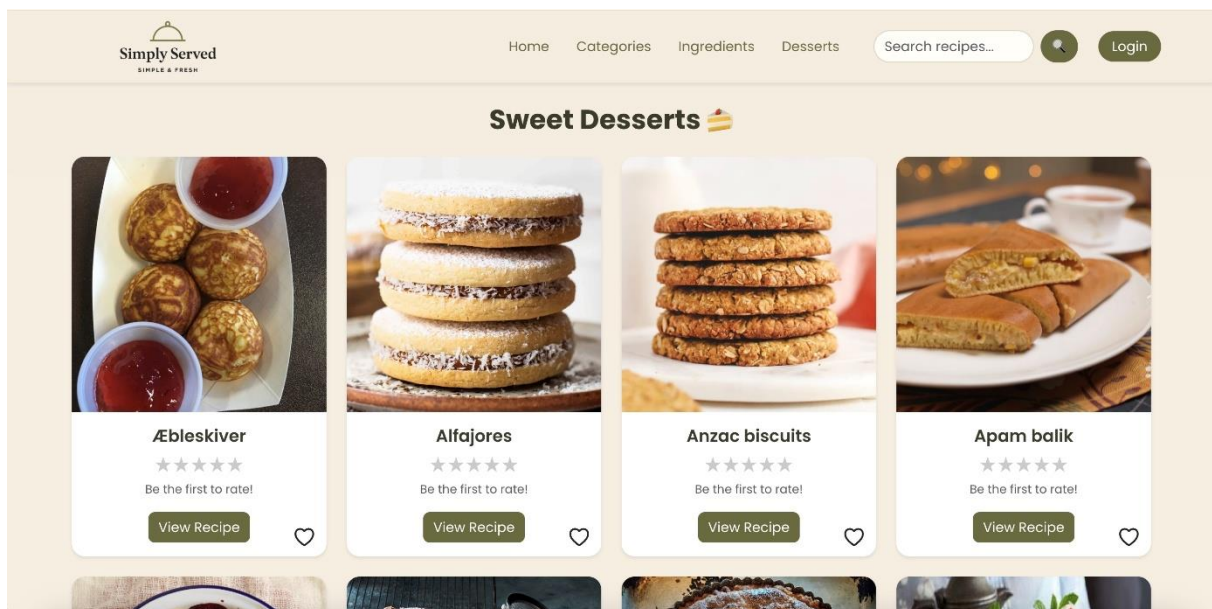 Simply Served
SIMPLE & FRESH
Home Categories Ingredients Desserts Search recipes... Login
Sweet Desserts
Æbleskiver
Be the first to rate!
View Recipe
Alfajores
Be the first to rate!
View Recipe
Anzac biscuits
Be the first to rate!
View Recipe
Apam balik
Be the first to rate!
View Recipe